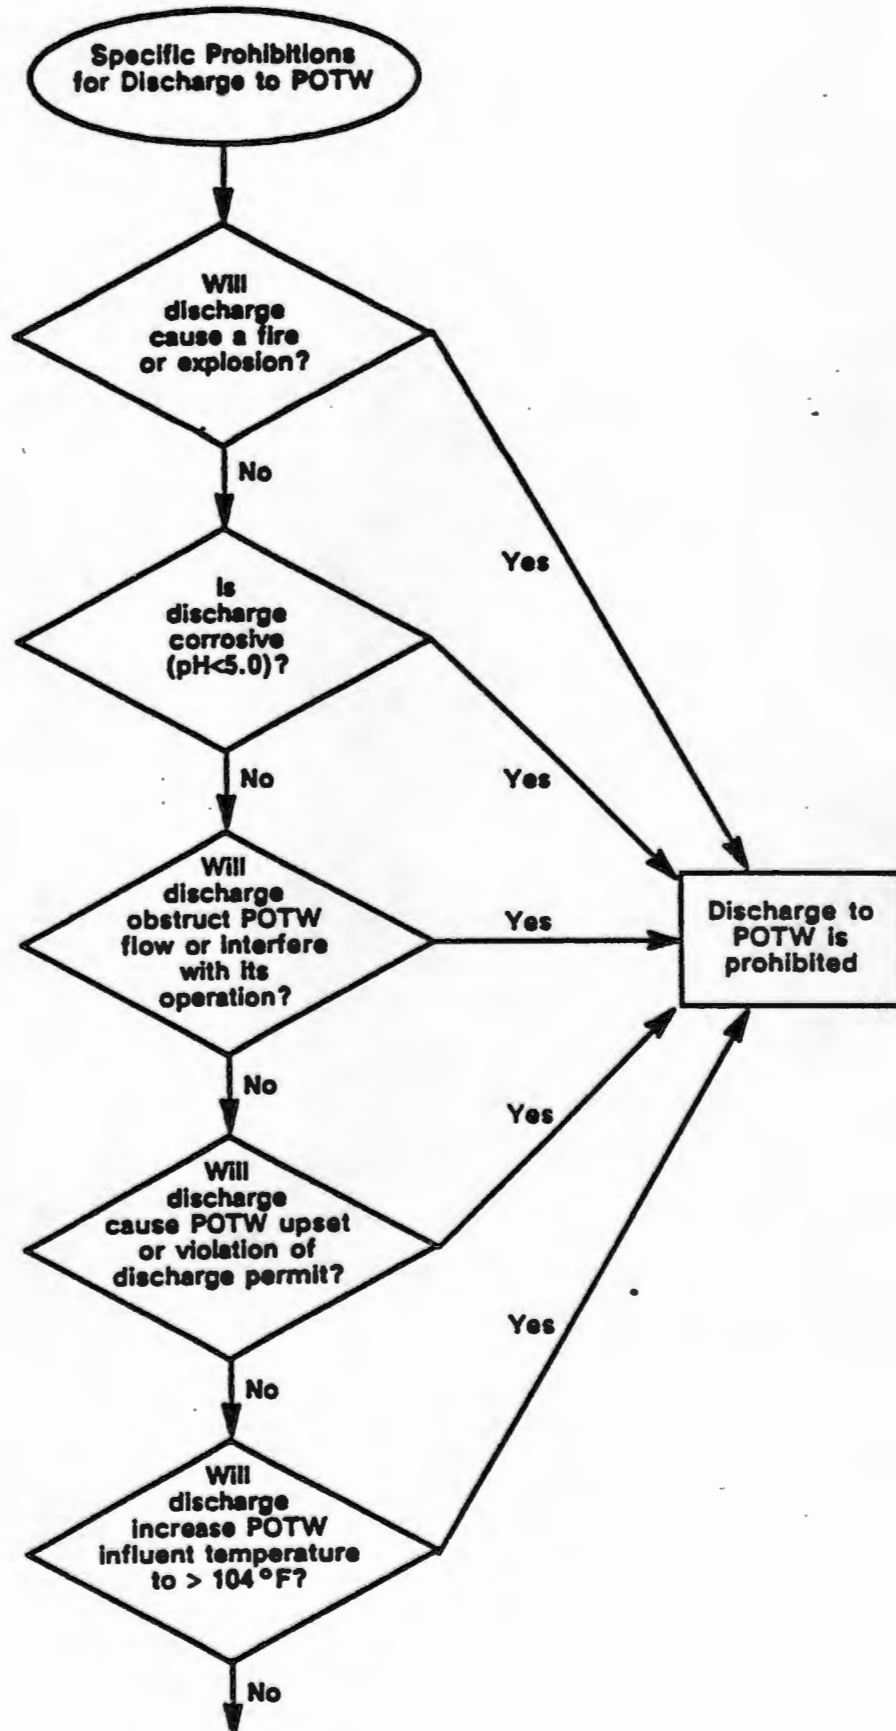 Specific Prohibitions
for Discharge to POTW
Will
discharge
cause a fire
or explosion?
No
Yes
Is
discharge
corrosive
(pH<5.0)?
No
Yes
Will
discharge
obstruct POTW
flow or interfere
with its
operation?
Yes
Discharge to
POTW is
prohibited
No
Will
discharge
cause POTW upset
or violation of
discharge permit?
Yes
No
Will
discharge
increase POTW
influent temperature
to > 104°F?
Yes
No